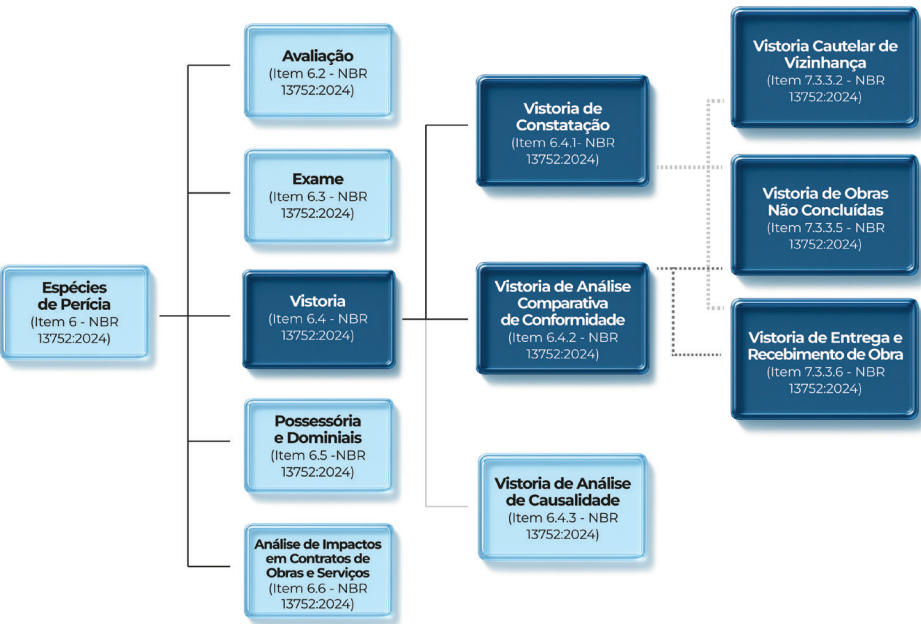 Espécies
de Perícia
(Item 6 - NBR
13752:2024)
Avaliação
(Item 6.2 - NBR
13752:2024)
Exame
(Item 6.3 - NBR
13752:2024)
Vistoria
(Item 6.4 - NBR
13752:2024)
Possessória
e Dominiais
(Item 6.5 -NBR
13752:2024)
Análise de Impactos
em Contratos de
Obras e Serviços
(Item 6.6 - NBR
13752:2024)
Vistoria de
Constatação
(Item 6.4.1- NBR
13752:2024)
Vistoria de Análise
Comparativa
de Conformidade
(Item 6.4.2 - NBR
13752:2024)
Vistoria de Análise
de Causalidade
(Item 6.4.3 - NBR
13752:2024)
Vistoria Cautelar de
Vizinhança
(Item 7.3.3.2 - NBR
13752:2024)
Vistoria de Obras
Não Concluídas
(Item 7.3.3.5 - NBR
13752:2024)
Vistoria de Entrega e
Recebimento de Obra
(Item 7.3.3.6 - NBR
13752:2024)